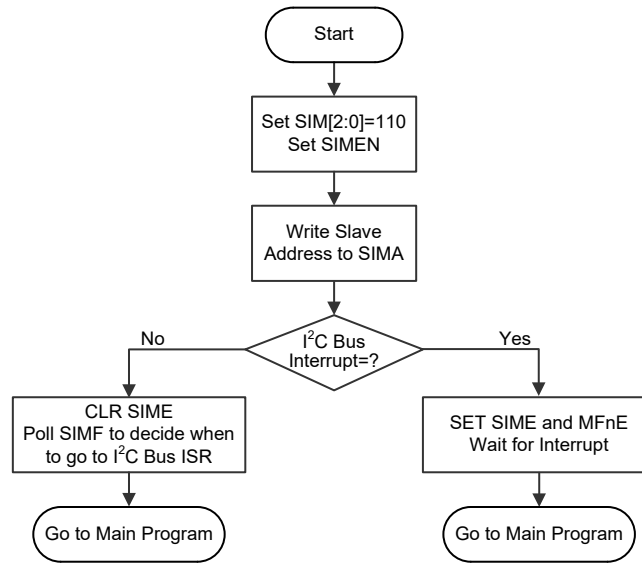 Start
Set SIM[2:0]=110
Set SIMEN
Write Slave
Address to SIMA
I²C Bus
Interrupt=?
No
Yes
CLR SIME
Poll SIMF to decide when
to go to I²C Bus ISR
SET SIME and MFnE
Wait for Interrupt
Go to Main Program
Go to Main Program